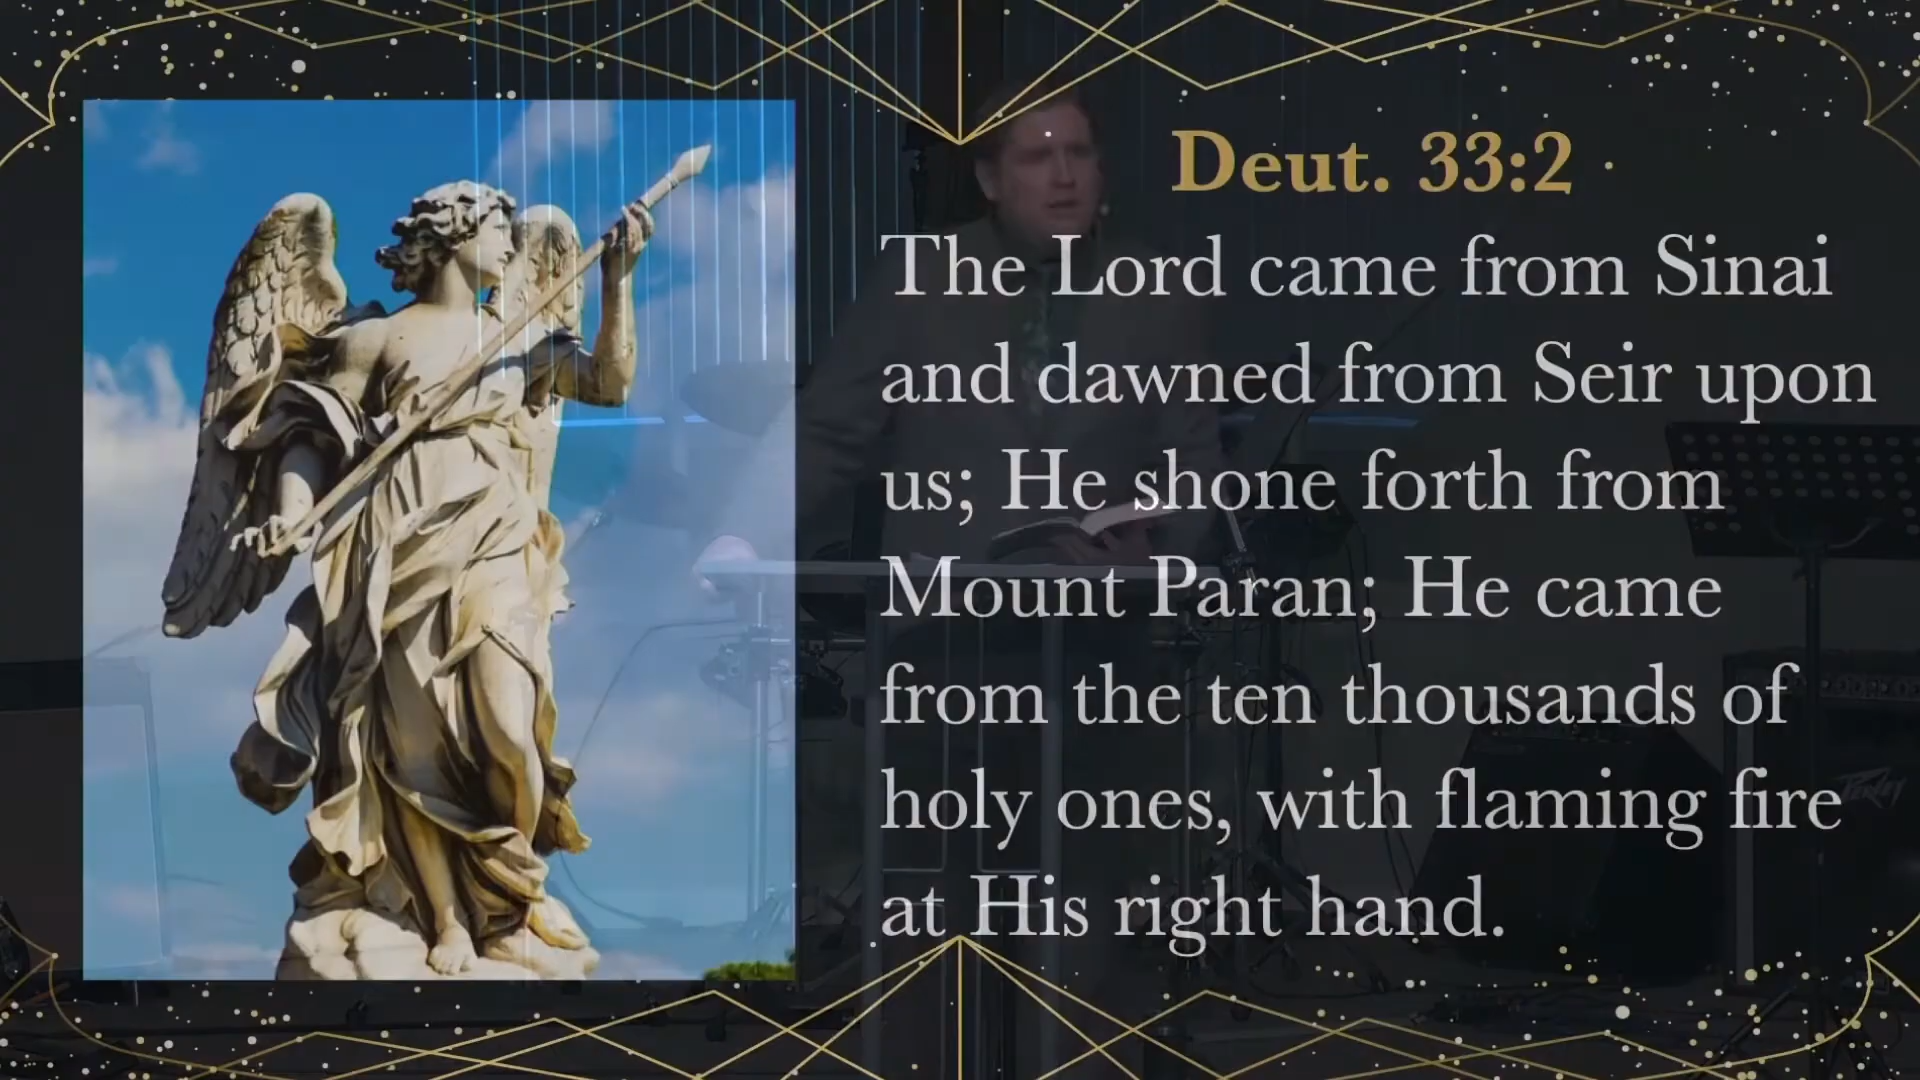 Deut. 33:2
The Lord came from Sinai
and dawned from Seir upon
us; He shone forth from
Mount Paran; He came
from the ten thousands of
holy ones, with flaming fire
at His right hand.
PEAVEY